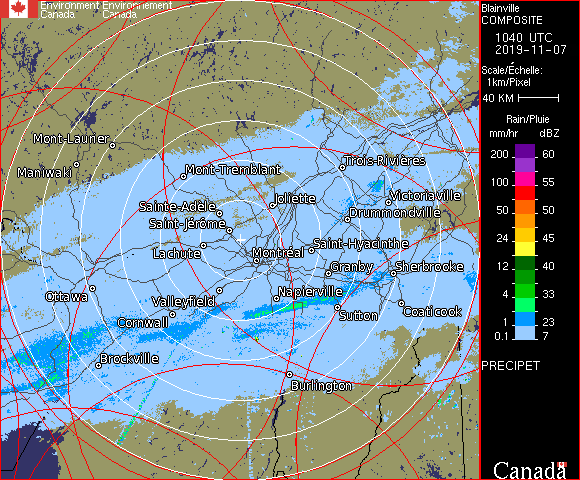 Environment Environnement
Canada Canada
Blainville
COMPOSITE
1040 UTC
2019-11-07
Scale/Échelle:
1km/Pixel
40 KM
Rain/Pluie
mm/hr dBZ
200 60
100 55
50 50
24 45
12 40
4 33
1 23
0.1 7
PRECIPET
Mont-Laurier
Maniwaki
Mont-Tremblant
Trois-Rivières
Sainte-Adèle
Joliette
Victoriaville
Saint-Jérôme
Drummondville
Lachute
Montréal
Saint-Hyacinthe
Granby
Sherbrooke
Ottawa
Valleyfield
Napierville
Cornwall
Sutton
Coaticook
Brockville
Burlington
Canada